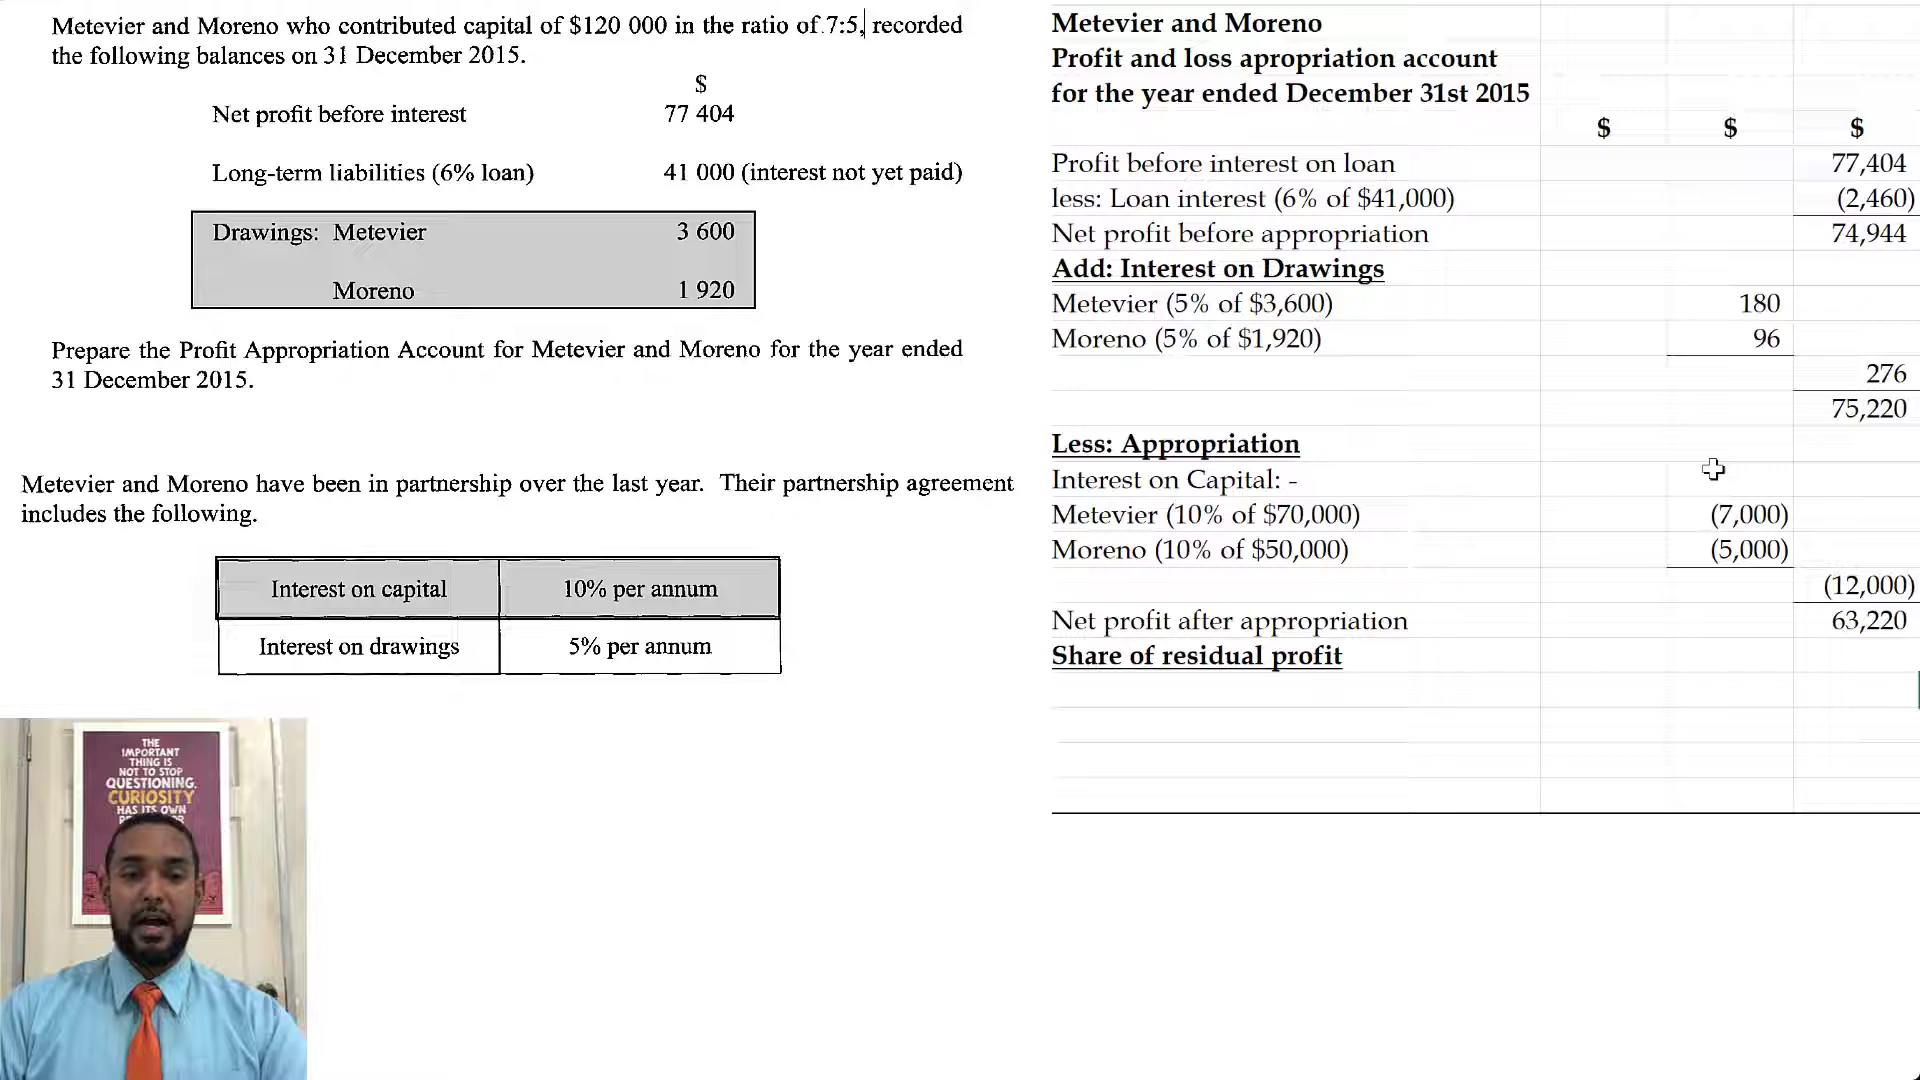 Metevier and Moreno who contributed capital of $120 000 in the ratio of 7:5, recorded
the following balances on 31 December 2015.
$
Net profit before interest 77 404
Long-term liabilities (6% loan) 41 000 (interest not yet paid)
Drawings: Metevier 3 600
Moreno 1 920
Prepare the Profit Appropriation Account for Metevier and Moreno for the year ended
31 December 2015.
Metevier and Moreno have been in partnership over the last year. Their partnership agreement
includes the following.
Interest on capital 10% per annum
Interest on drawings 5% per annum
THE
IMPORTANT
THING IS
NOT TO STOP
QUESTIONING.
CURIOSITY
HAS ITS OWN
Metevier and Moreno
Profit and loss apropriation account
for the year ended December 31st 2015
$ $ $
Profit before interest on loan 77,404
less: Loan interest (6% of $41,000) (2,460)
Net profit before appropriation 74,944
Add: Interest on Drawings
Metevier (5% of $3,600) 180
Moreno (5% of $1,920) 96
276
75,220
Less: Appropriation
Interest on Capital: -
Metevier (10% of $70,000) (7,000)
Moreno (10% of $50,000) (5,000)
(12,000)
Net profit after appropriation 63,220
Share of residual profit